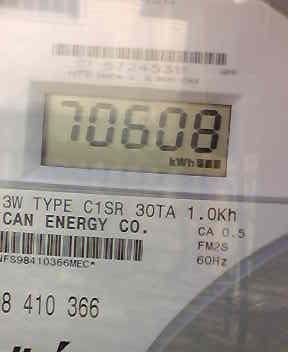 70608
kWh
3W TYPE C1SR 30TA 1.0Kh
CAN ENERGY CO.
CA 0.5
FM2S
NFS98410366MEC*
60Hz
8 410 366